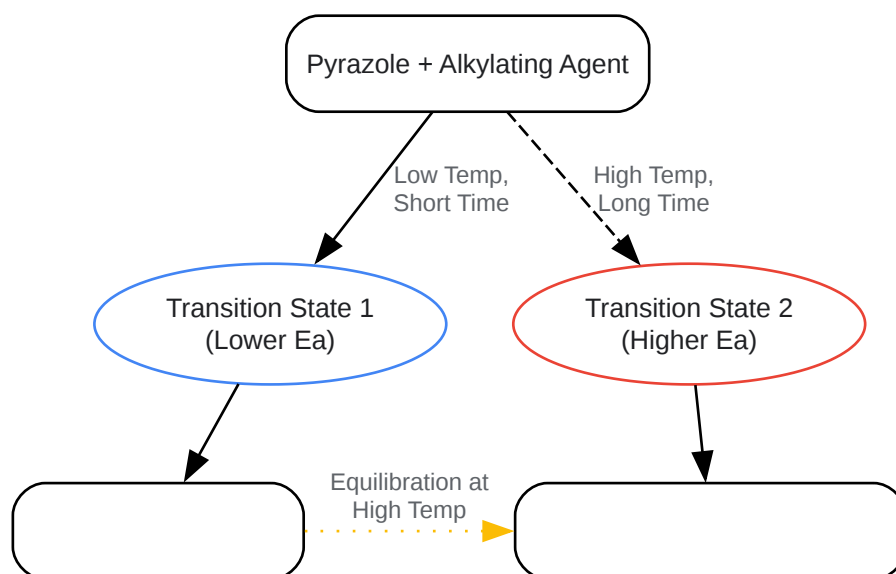 Pyrazole + Alkylating Agent
Low Temp,
Short Time
High Temp,
Long Time
Transition State 1
(Lower Ea)
Transition State 2
(Higher Ea)
Equilibration at
High Temp